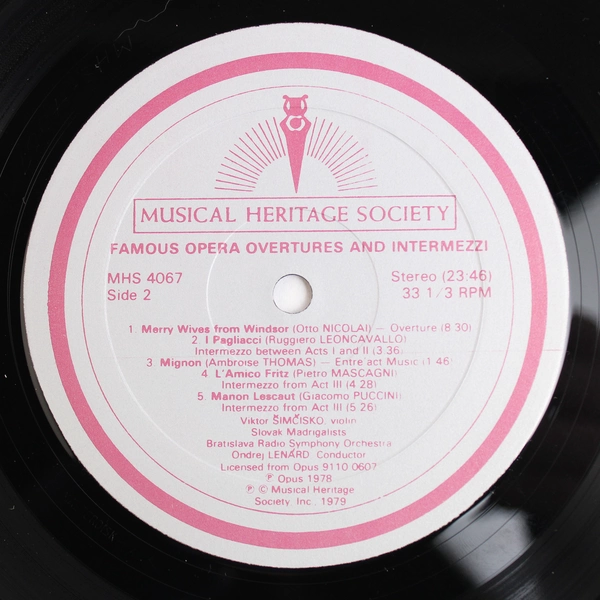 MUSICAL HERITAGE SOCIETY
FAMOUS OPERA OVERTURES AND INTERMEZZI
MHS 4067
Side 2
Stereo (23:46)
33 1/3 RPM
1. Merry Wives from Windsor (Otto NICOLAI) — Overture (8:30)
2. I Pagliacci (Ruggiero LEONCAVALLO)
Intermezzo between Acts I and II (3:36)
3. Mignon (Ambroise THOMAS) — Entre'act Music (1:46)
4. L'Amico Fritz (Pietro MASCAGNI)
Intermezzo from Act III (4:28)
5. Manon Lescaut (Giacomo PUCCINI)
Intermezzo from Act III (5:26)
Viktor ŠIMČISKO, violin
Slovak Madrigalists
Bratislava Radio Symphony Orchestra
Ondrej LENÁRD, Conductor
Licensed from Opus 9110 0607
℗ Opus 1978
℗ © Musical Heritage
Society Inc. 1979